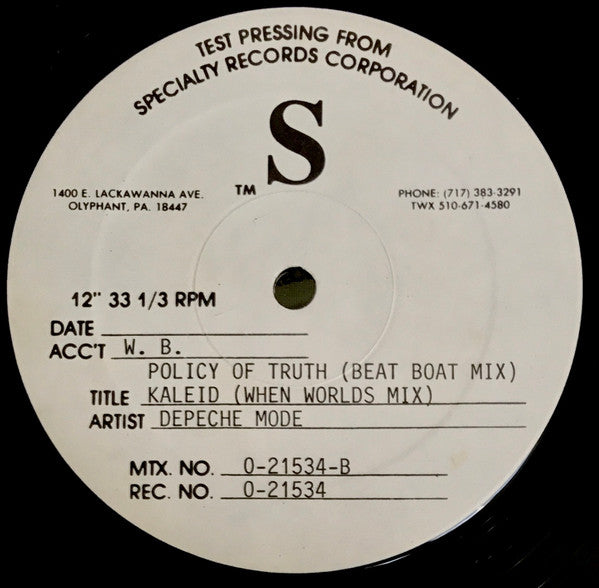 TEST PRESSING FROM
SPECIALTY RECORDS CORPORATION
S
TM
1400 E. LACKAWANNA AVE.
OLYPHANT, PA. 18447
PHONE: (717) 383-3291
TWX 510-671-4580
12" 33 1/3 RPM
DATE
ACC'T W. B.
POLICY OF TRUTH (BEAT BOAT MIX)
TITLE KALEID (WHEN WORLDS MIX)
ARTIST DEPECHE MODE
MTX. NO. 0-21534-B
REC. NO. 0-21534